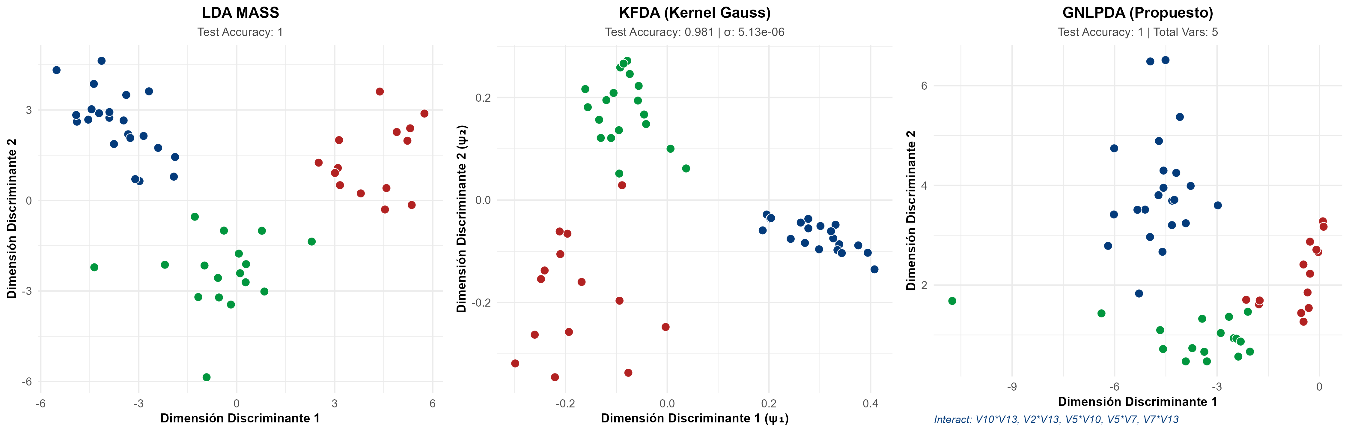 LDA MASS
Test Accuracy: 1
Dimensión Discriminante 2
3
0
-3
-6
-6
-3
0
3
6
Dimensión Discriminante 1
KFDA (Kernel Gauss)
Test Accuracy: 0.981 | σ: 5.13e-06
Dimensión Discriminante 2 (ψ₂)
0.2
0.0
-0.2
-0.2
0.0
0.2
0.4
Dimensión Discriminante 1 (ψ₁)
GNLPDA (Propuesto)
Test Accuracy: 1 | Total Vars: 5
Dimensión Discriminante 2
6
4
2
-9
-6
-3
0
Dimensión Discriminante 1
Interact: V10*V13, V2*V13, V5*V10, V5*V7, V7*V13